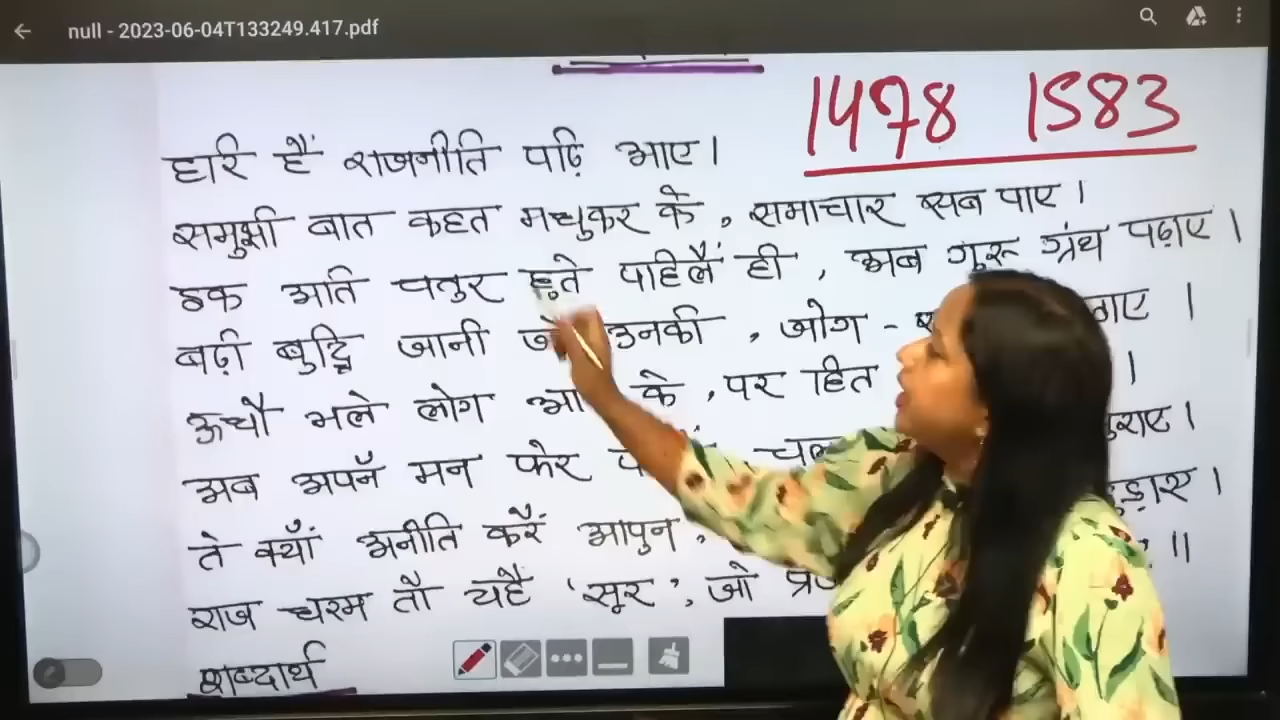 null - 2023-06-04T133249.417.pdf
1478 1583
हरि हैं राजनीति पढ़ि आए।
समुझी बात कहत मधुकर के, समाचार सब पाए।
इक अति चतुर हुते पहिलैं ही, अब गुरु ग्रंथ पढ़ाए।
बढ़ी बुद्धि जानी जो उनकी, जोग -
ऊधौ भले लोग के, पर हित ।
अब अपनै मन फेर
ते क्यौं अनीति करैं आपुन,
राज धरम तौ यहै 'सूर', जो ॥
शब्दार्थ